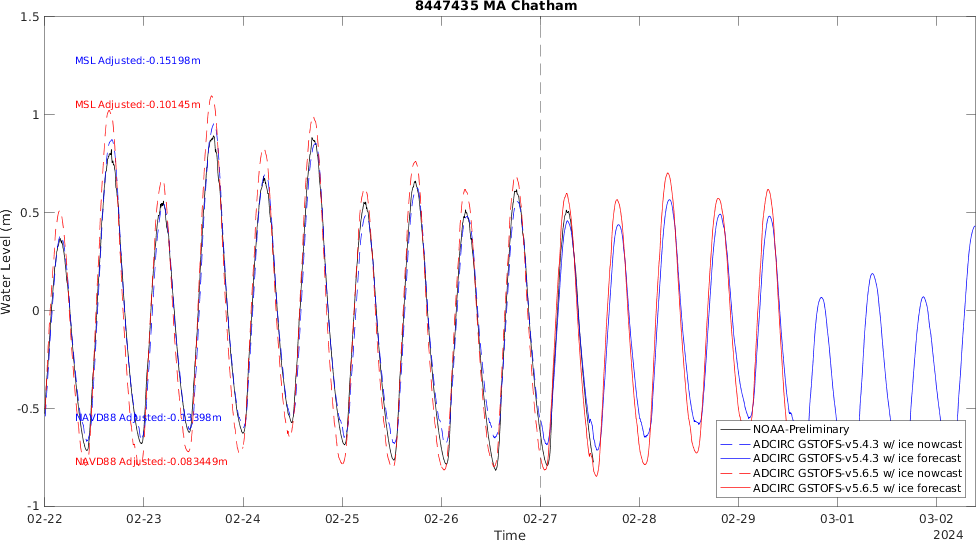 8447435 MA Chatham
1.5
MSL Adjusted:-0.15198m
MSL Adjusted:-0.10145m
1
0.5
Water Level (m)
0
-0.5
NAVD88 Adjusted:-0.13398m
NAVD88 Adjusted:-0.083449m
NOAA-Preliminary
ADCIRC GSTOFS-v5.4.3 w/ ice nowcast
ADCIRC GSTOFS-v5.4.3 w/ ice forecast
ADCIRC GSTOFS-v5.6.5 w/ ice nowcast
ADCIRC GSTOFS-v5.6.5 w/ ice forecast
-1
02-22 02-23 02-24 02-25 02-26 02-27 02-28 02-29 03-01 03-02
Time
2024